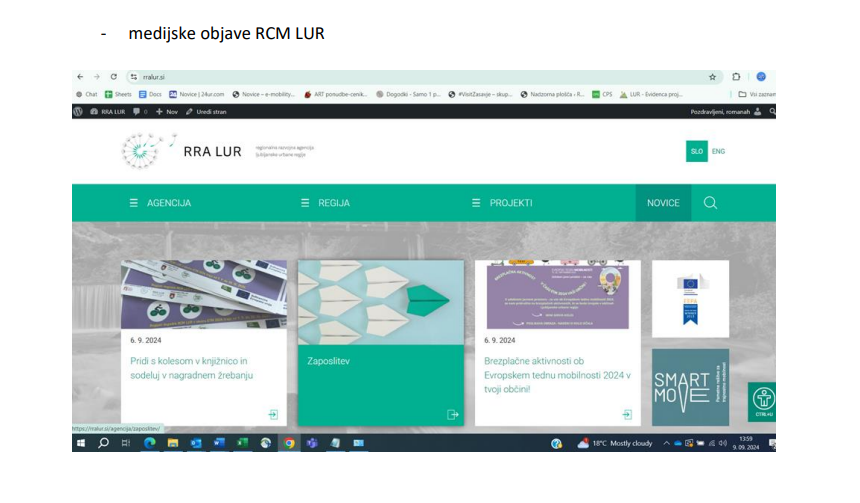 - medijske objave RCM LUR
rralur.si
Chat Sheets Docs Novice | 24ur.com Novice – e-mobility... ART ponudbe-cenik... Dogodki - Samo 1 p... #VisitZasavje – skup... Nadzorna plošča ‹ R... CPS LUR - Evidenca proj... Vsi zaznam
RRA LUR 0 + Nov Uredi stran Pozdravljeni, romanah
RRA LUR
regionalna razvojna agencija
ljubljanske urbane regije
SLO ENG
AGENCIJA REGIJA PROJEKTI NOVICE
6. 9. 2024
Pridi s kolesom v knjižnico in
sodeluj v nagradnem žrebanju
Zaposlitev
6. 9. 2024
Brezplačne aktivnosti ob
Evropskem tednu mobilnosti 2024 v
tvoji občini!
SMART
MOVE
CTRL+U
https://rralur.si/agencija/zaposlitev/
18°C Mostly cloudy
13:59
9. 09. 2024